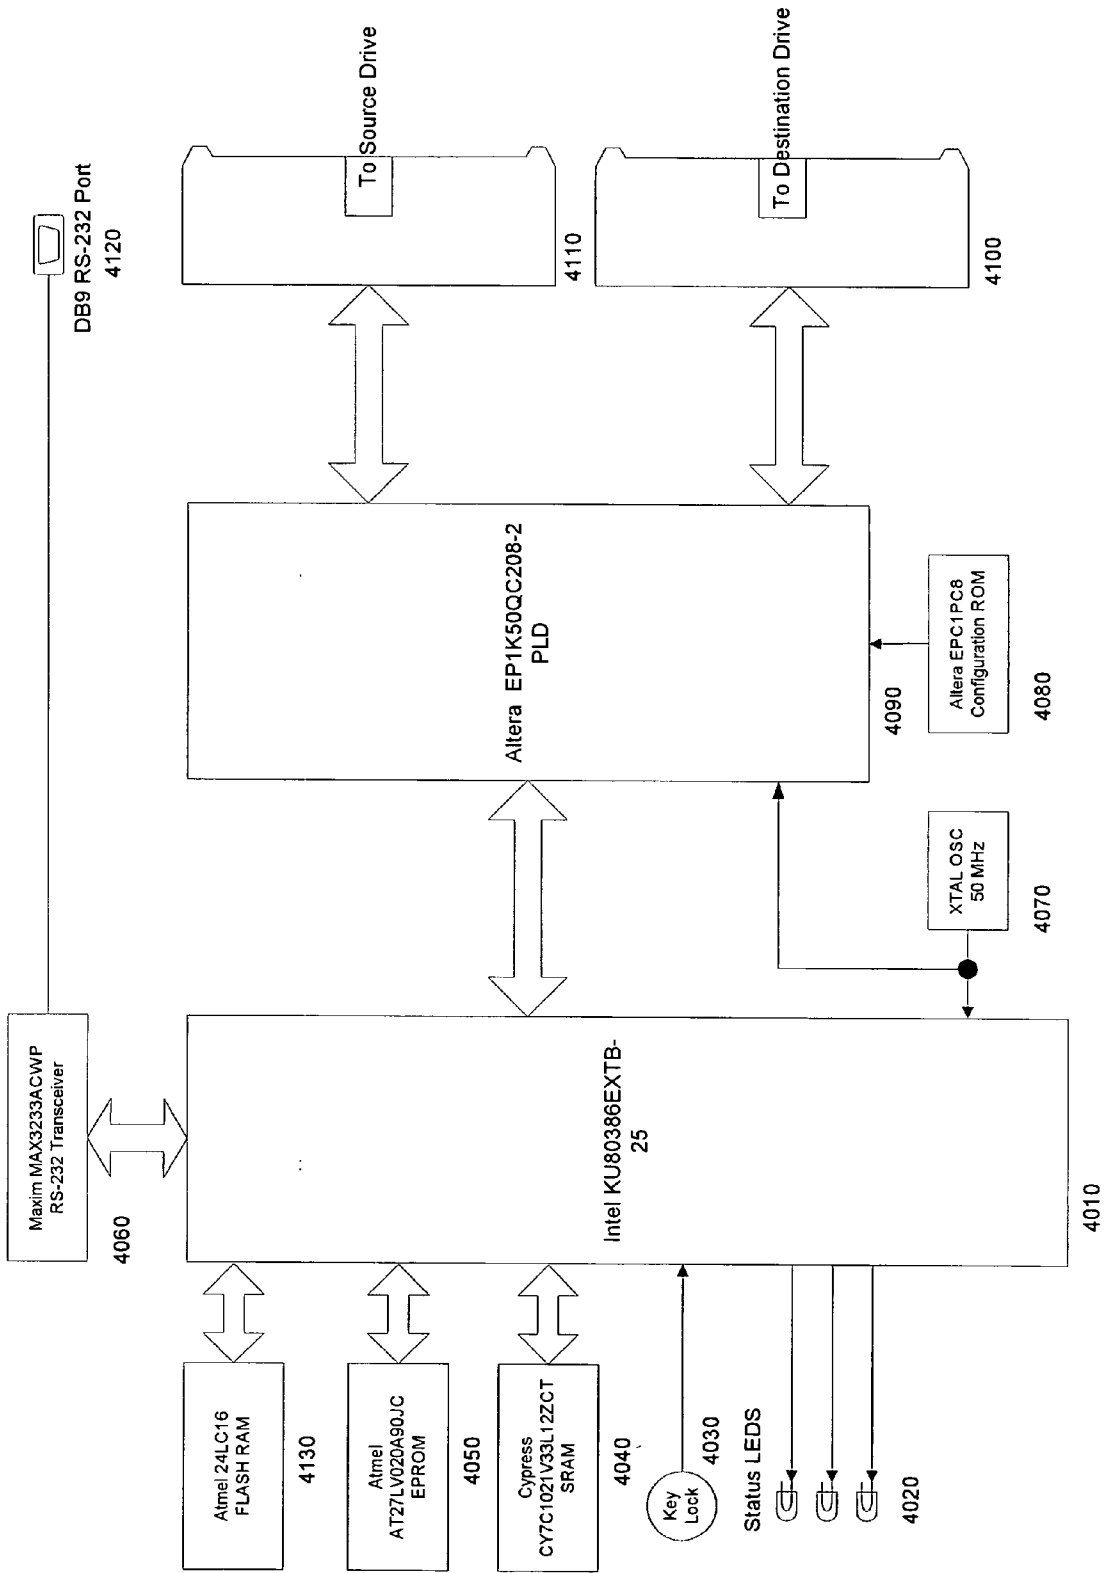 DB9 RS-232 Port
4120
Maxim MAX3233ACWP
RS-232 Transceiver
4060
Atmel 24LC16
FLASH RAM
4130
Atmel
AT27LV020A90JC
EPROM
4050
Cypress
CY7C1021V33L12ZCT
SRAM
4040
Key
Lock
4030
Status LEDS
4020
Intel KU80386EXTB-
25
4010
XTAL OSC
50 MHz
4070
Altera EP1K50QC208-2
PLD
4090
Altera EPC1PC8
Configuration ROM
4080
To Source Drive
4110
To Destination Drive
4100